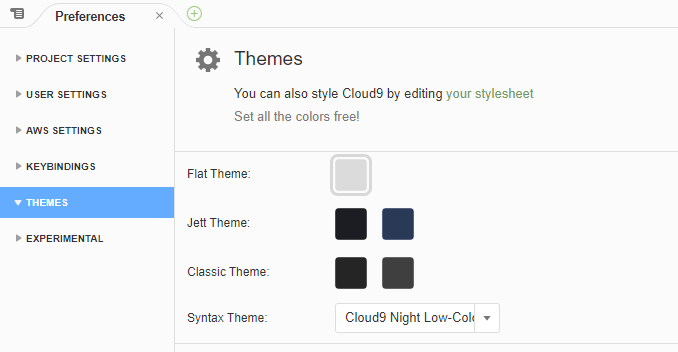 Preferences
PROJECT SETTINGS
USER SETTINGS
AWS SETTINGS
KEYBINDINGS
THEMES
EXPERIMENTAL
Themes
You can also style Cloud9 by editing your stylesheet
Set all the colors free!
Flat Theme:
Jett Theme:
Classic Theme:
Syntax Theme: Cloud9 Night Low-Colo